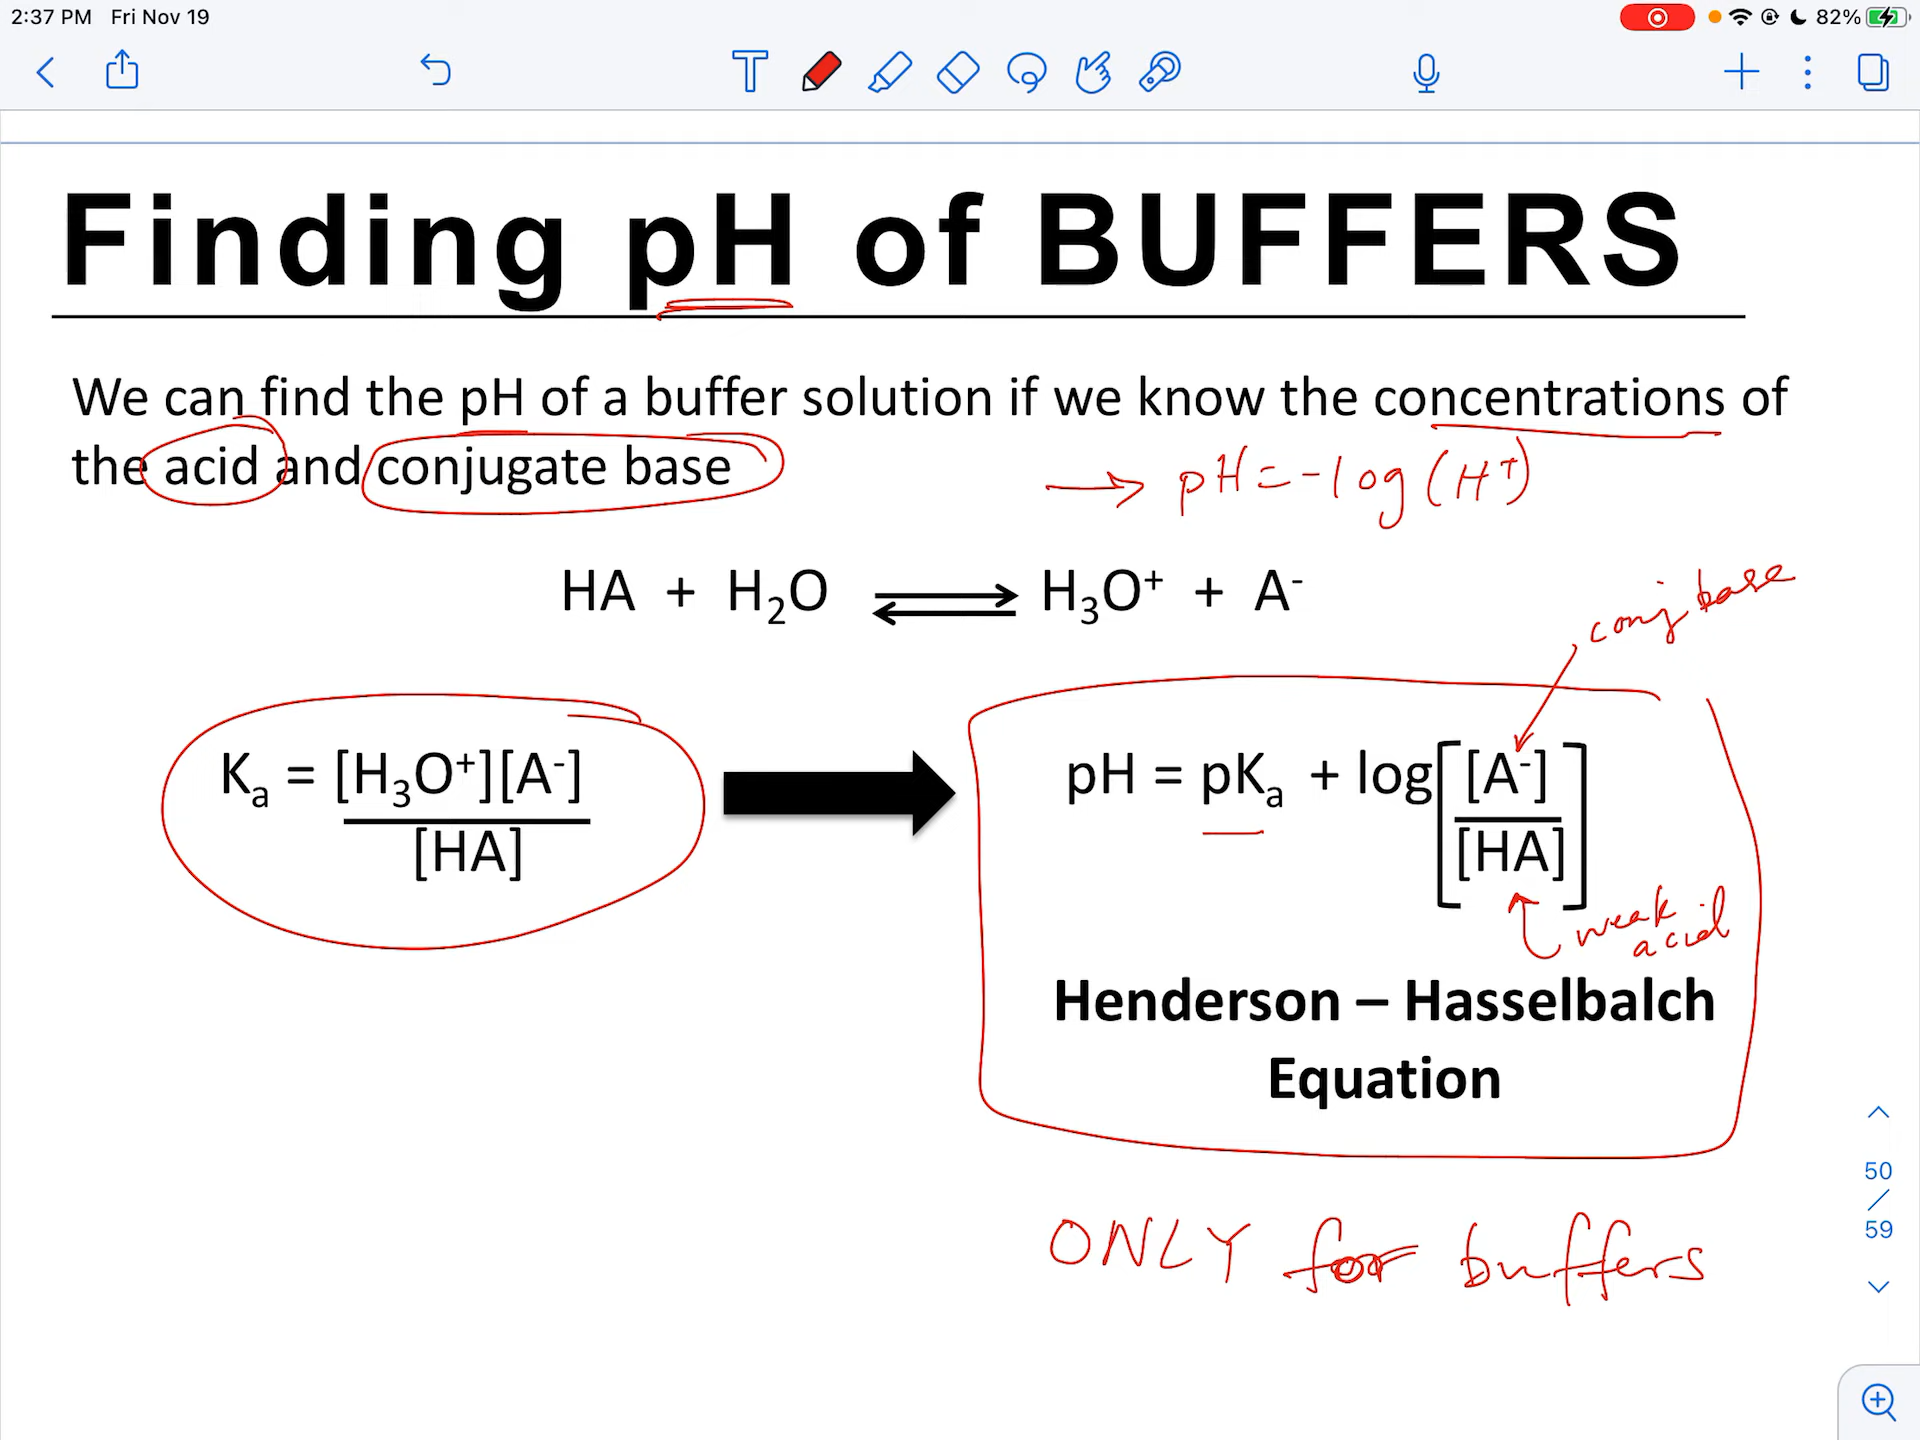 2:37 PM Fri Nov 19 82%
Finding pH of BUFFERS
We can find the pH of a buffer solution if we know the concentrations of
the acid and conjugate base
→ pH = -log (H⁺)
HA + H₂O ⇌ H₃O⁺ + A⁻
conj base
Kₐ = [H₃O⁺][A⁻]
[HA]
pH = pKₐ + log[[A⁻]
[HA]]
weak
acid
Henderson – Hasselbalch
Equation
ONLY for buffers
50
/
59